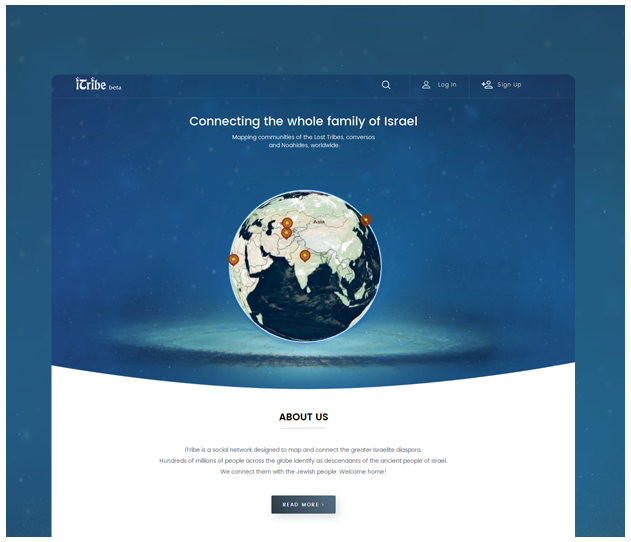 iTribe beta
Log In
Sign Up
Connecting the whole family of Israel
Mapping communities of the Lost Tribes, conversos
and Noahides, worldwide.
Asia
ABOUT US
iTribe is a social network designed to map and connect the greater Israelite diaspora.
Hundreds of millions of people across the globe identify as descendants of the ancient people of Israel.
We connect them with the Jewish people. Welcome home!
READ MORE ›